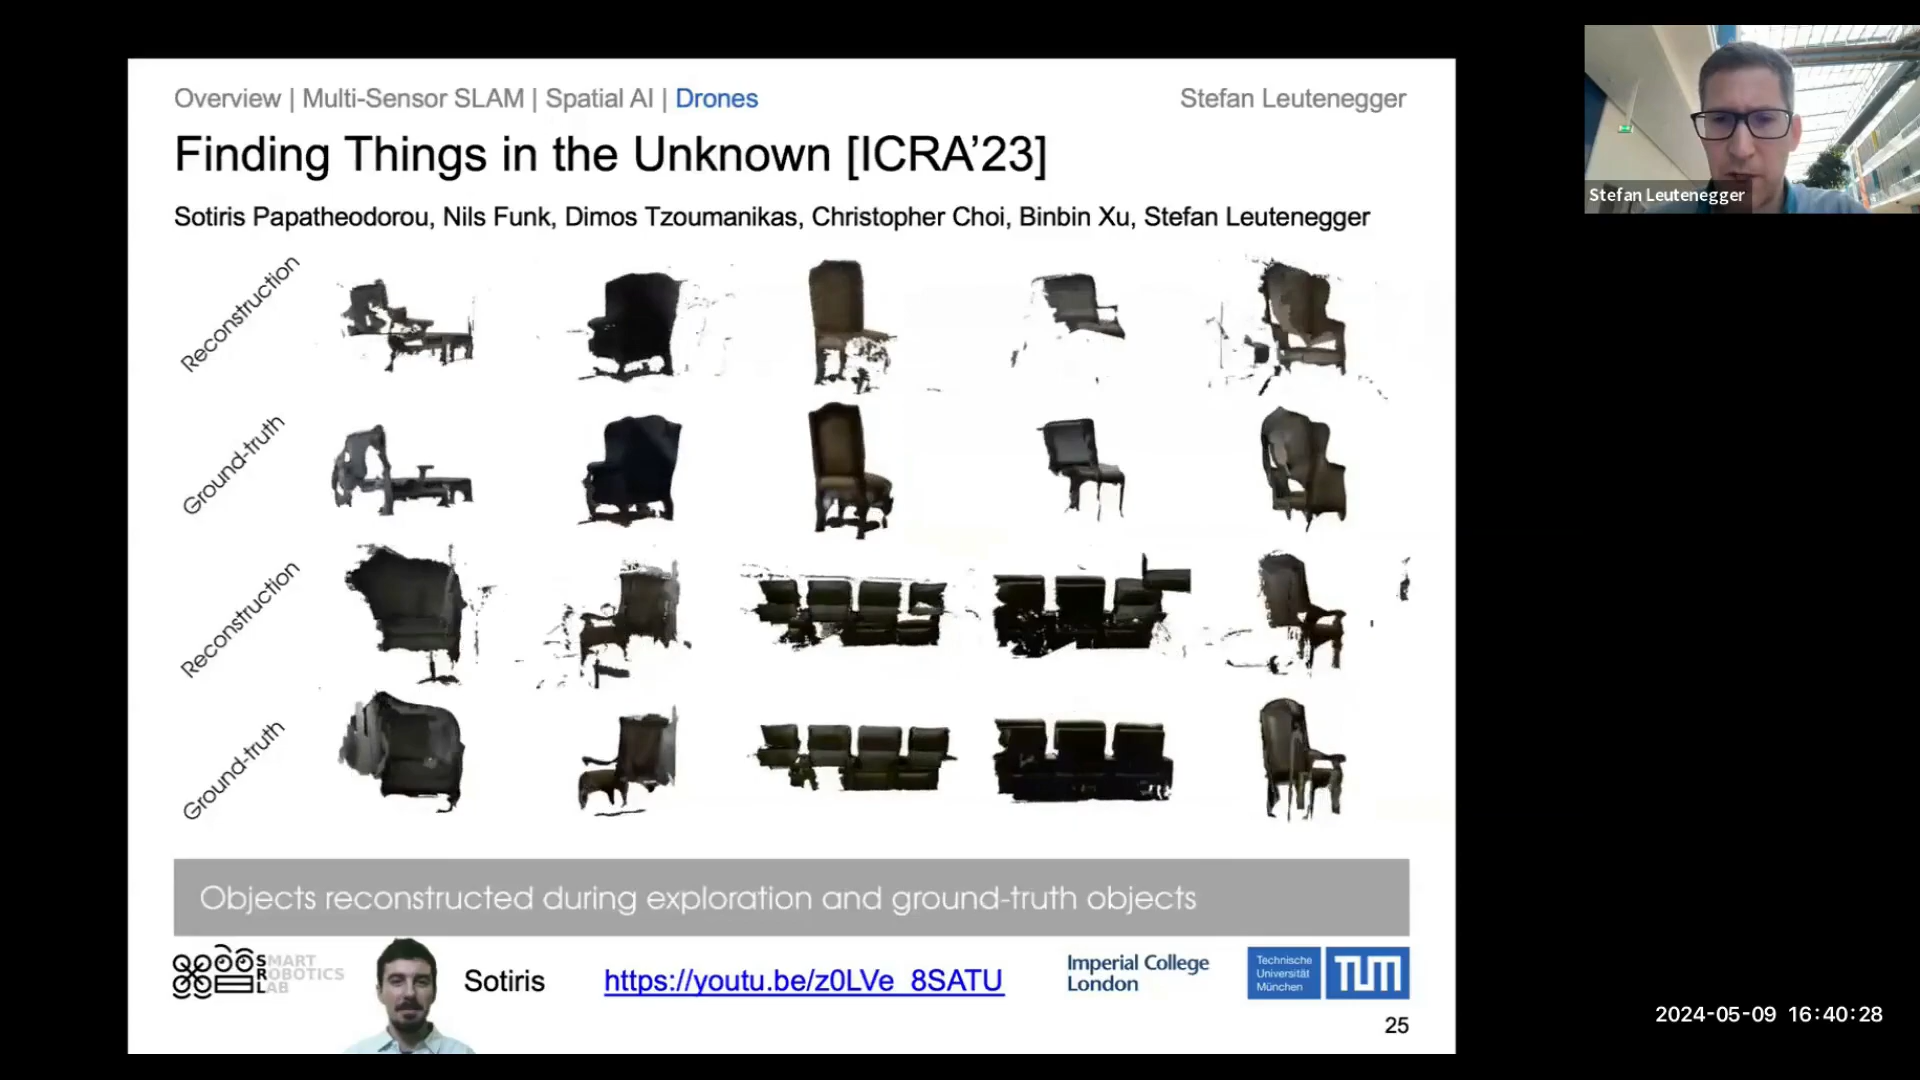 Overview | Multi-Sensor SLAM | Spatial AI | Drones
Stefan Leutenegger
Finding Things in the Unknown [ICRA'23]
Sotiris Papatheodorou, Nils Funk, Dimos Tzoumanikas, Christopher Choi, Binbin Xu, Stefan Leutenegger
Reconstruction
Ground-truth
Reconstruction
Ground-truth
Objects reconstructed during exploration and ground-truth objects
SMART
ROBOTICS
LAB
Sotiris
https://youtu.be/z0LVe_8SATU
Imperial College
London
Technische
Universität
München
TUM
25
Stefan Leutenegger
2024-05-09 16:40:28